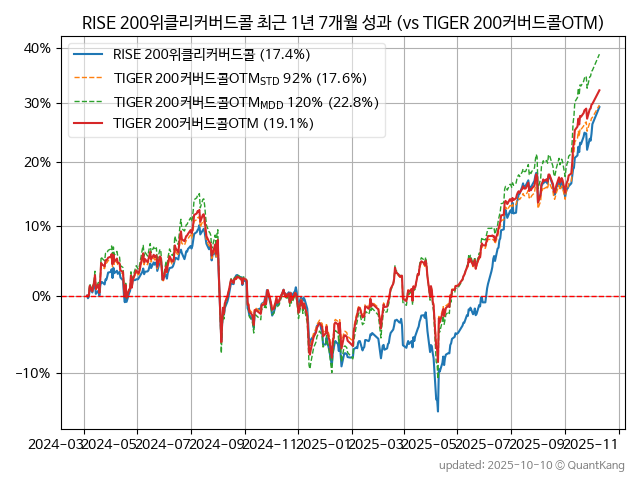 RISE 200위클리커버드콜 최근 1년 7개월 성과 (vs TIGER 200커버드콜OTM)
RISE 200위클리커버드콜 (17.4%)
TIGER 200커버드콜OTM_STD 92% (17.6%)
TIGER 200커버드콜OTM_MDD 120% (22.8%)
TIGER 200커버드콜OTM (19.1%)
40%
30%
20%
10%
0%
−10%
2024-03 2024-05 2024-07 2024-09 2024-11 2025-01 2025-03 2025-05 2025-07 2025-09 2025-11
updated: 2025-10-10 © QuantKang